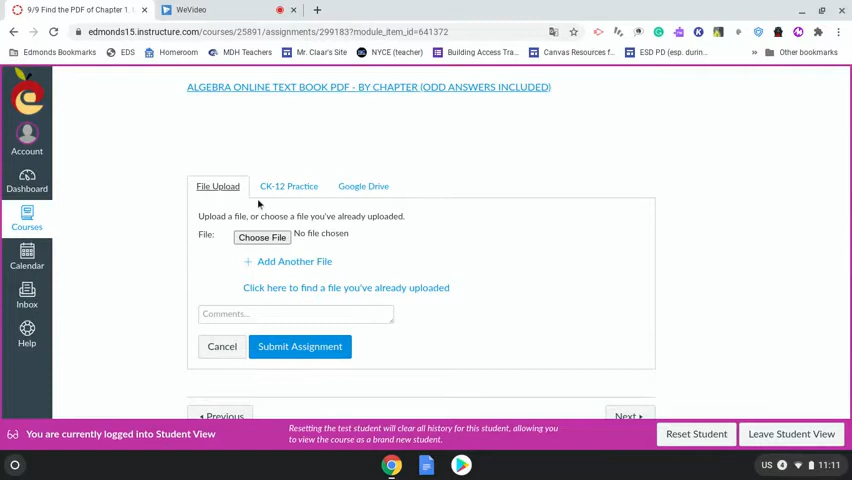 9/9 Find the PDF of Chapter 1. U
WeVideo
edmonds15.instructure.com/courses/25891/assignments/299183?module_item_id=641372
Edmonds Bookmarks
EDS
Homeroom
MDH Teachers
Mr. Claar's Site
NYCE (teacher)
Building Access Tra...
Canvas Resources f...
ESD PD (esp. durin...
Other bookmarks
ALGEBRA ONLINE TEXT BOOK PDF - BY CHAPTER (ODD ANSWERS INCLUDED)
Account
Dashboard
Courses
Calendar
Inbox
Help
File Upload
CK-12 Practice
Google Drive
Upload a file, or choose a file you've already uploaded.
File:
Choose File
No file chosen
Add Another File
Click here to find a file you've already uploaded
Comments...
Cancel
Submit Assignment
Previous
Next
You are currently logged into Student View
Resetting the test student will clear all history for this student, allowing you
to view the course as a brand new student.
Reset Student
Leave Student View
US
4
11:11